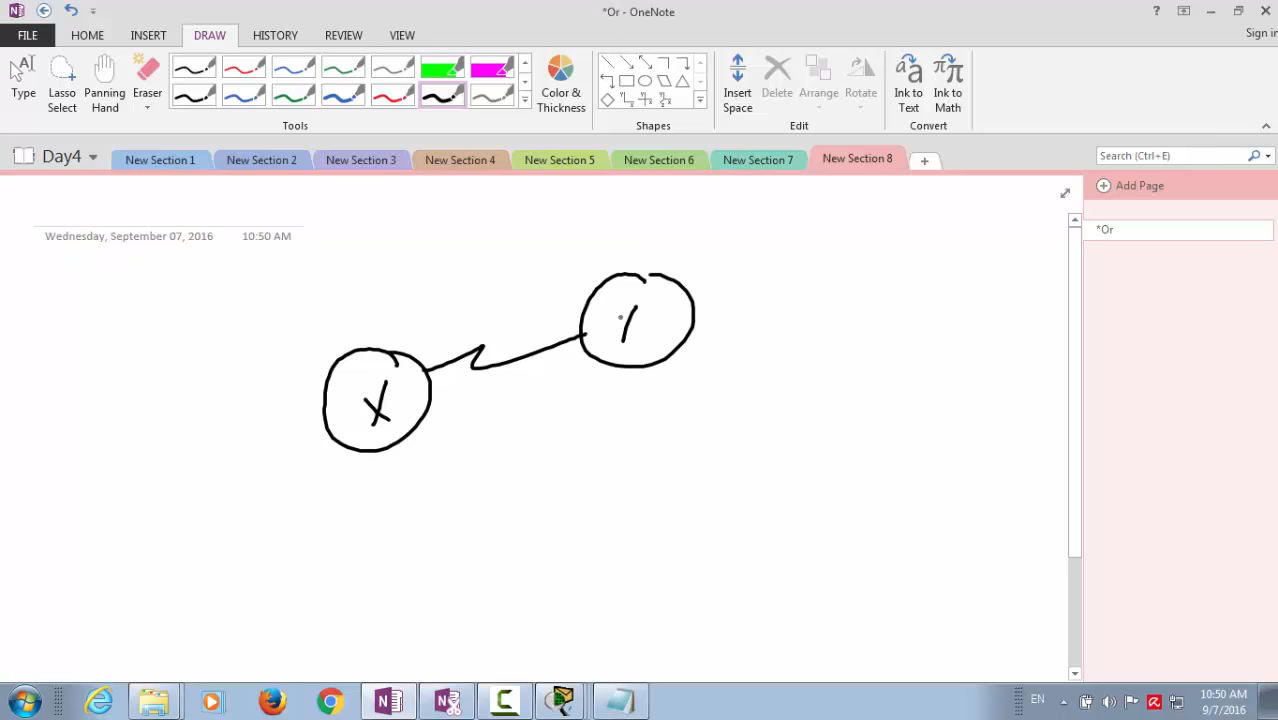 *Or - OneNote
?
FILE HOME INSERT DRAW HISTORY REVIEW VIEW
Sign in
Type
Lasso Select
Panning Hand
Eraser
Color & Thickness
Insert Space
Delete
Arrange
Rotate
Ink to Text
Ink to Math
Tools
Shapes
Edit
Convert
Day4
New Section 1
New Section 2
New Section 3
New Section 4
New Section 5
New Section 6
New Section 7
New Section 8
Search (Ctrl+E)
Add Page
*Or
Wednesday, September 07, 2016 10:50 AM
X
EN
10:50 AM
9/7/2016